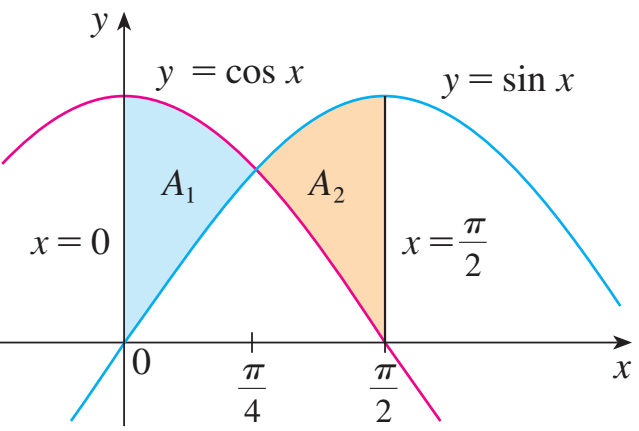 y
y = cos x
y = sin x
A₁
A₂
x = 0
x = π/2
0
π/4
π/2
x